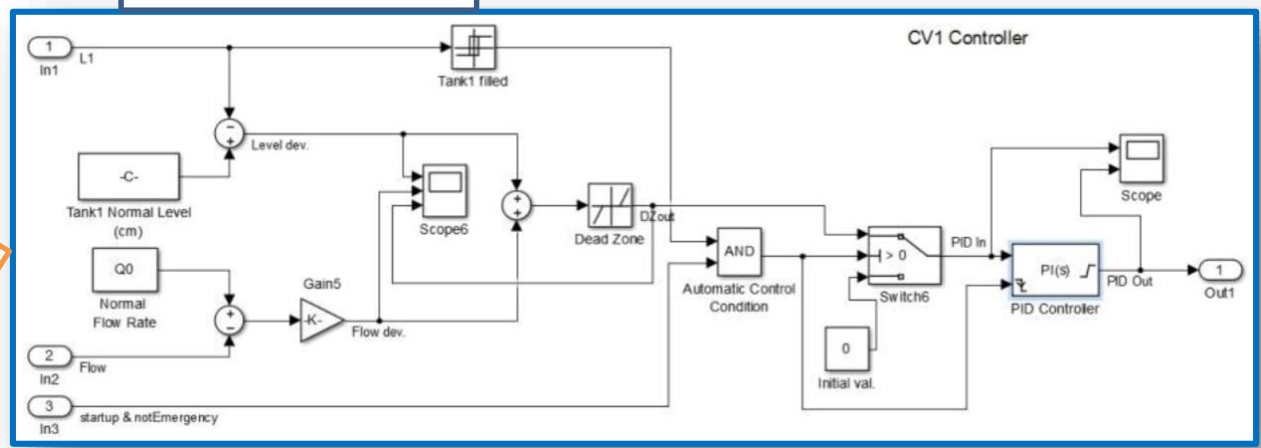 CV1 Controller
1
In1
L1
Tank1 filled
−
+
Level dev.
-C-
Tank1 Normal Level
(cm)
Scope6
+
+
Dead Zone
DZout
Scope
Q0
Normal
Flow Rate
Gain5
+
−
-K-
Flow dev.
AND
Automatic Control
Condition
> 0
Switch6
PID In
PI(s)
PID Out
PID Controller
1
Out1
0
Initial val.
2
In2
Flow
3
In3
startup & notEmergency